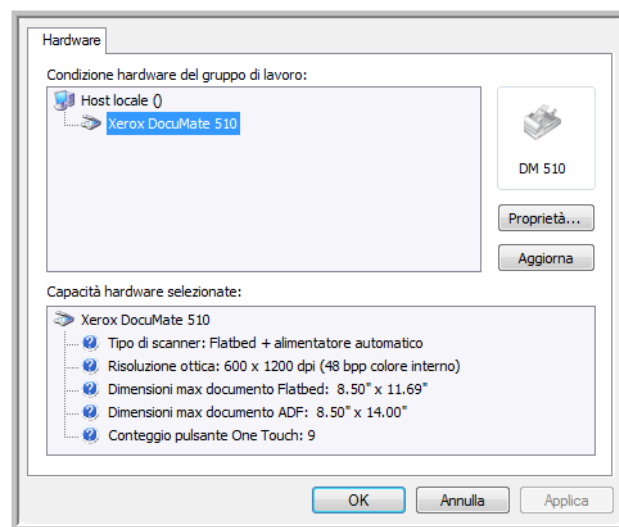 Hardware
Condizione hardware del gruppo di lavoro:
Host locale ()
Xerox DocuMate 510
DM 510
Proprietà...
Aggiorna
Capacità hardware selezionate:
Xerox DocuMate 510
Tipo di scanner: Flatbed + alimentatore automatico
Risoluzione ottica: 600 x 1200 dpi (48 bpp colore interno)
Dimensioni max documento Flatbed: 8.50" x 11.69"
Dimensioni max documento ADF: 8.50" x 14.00"
Conteggio pulsante One Touch: 9
OK
Annulla
Applica